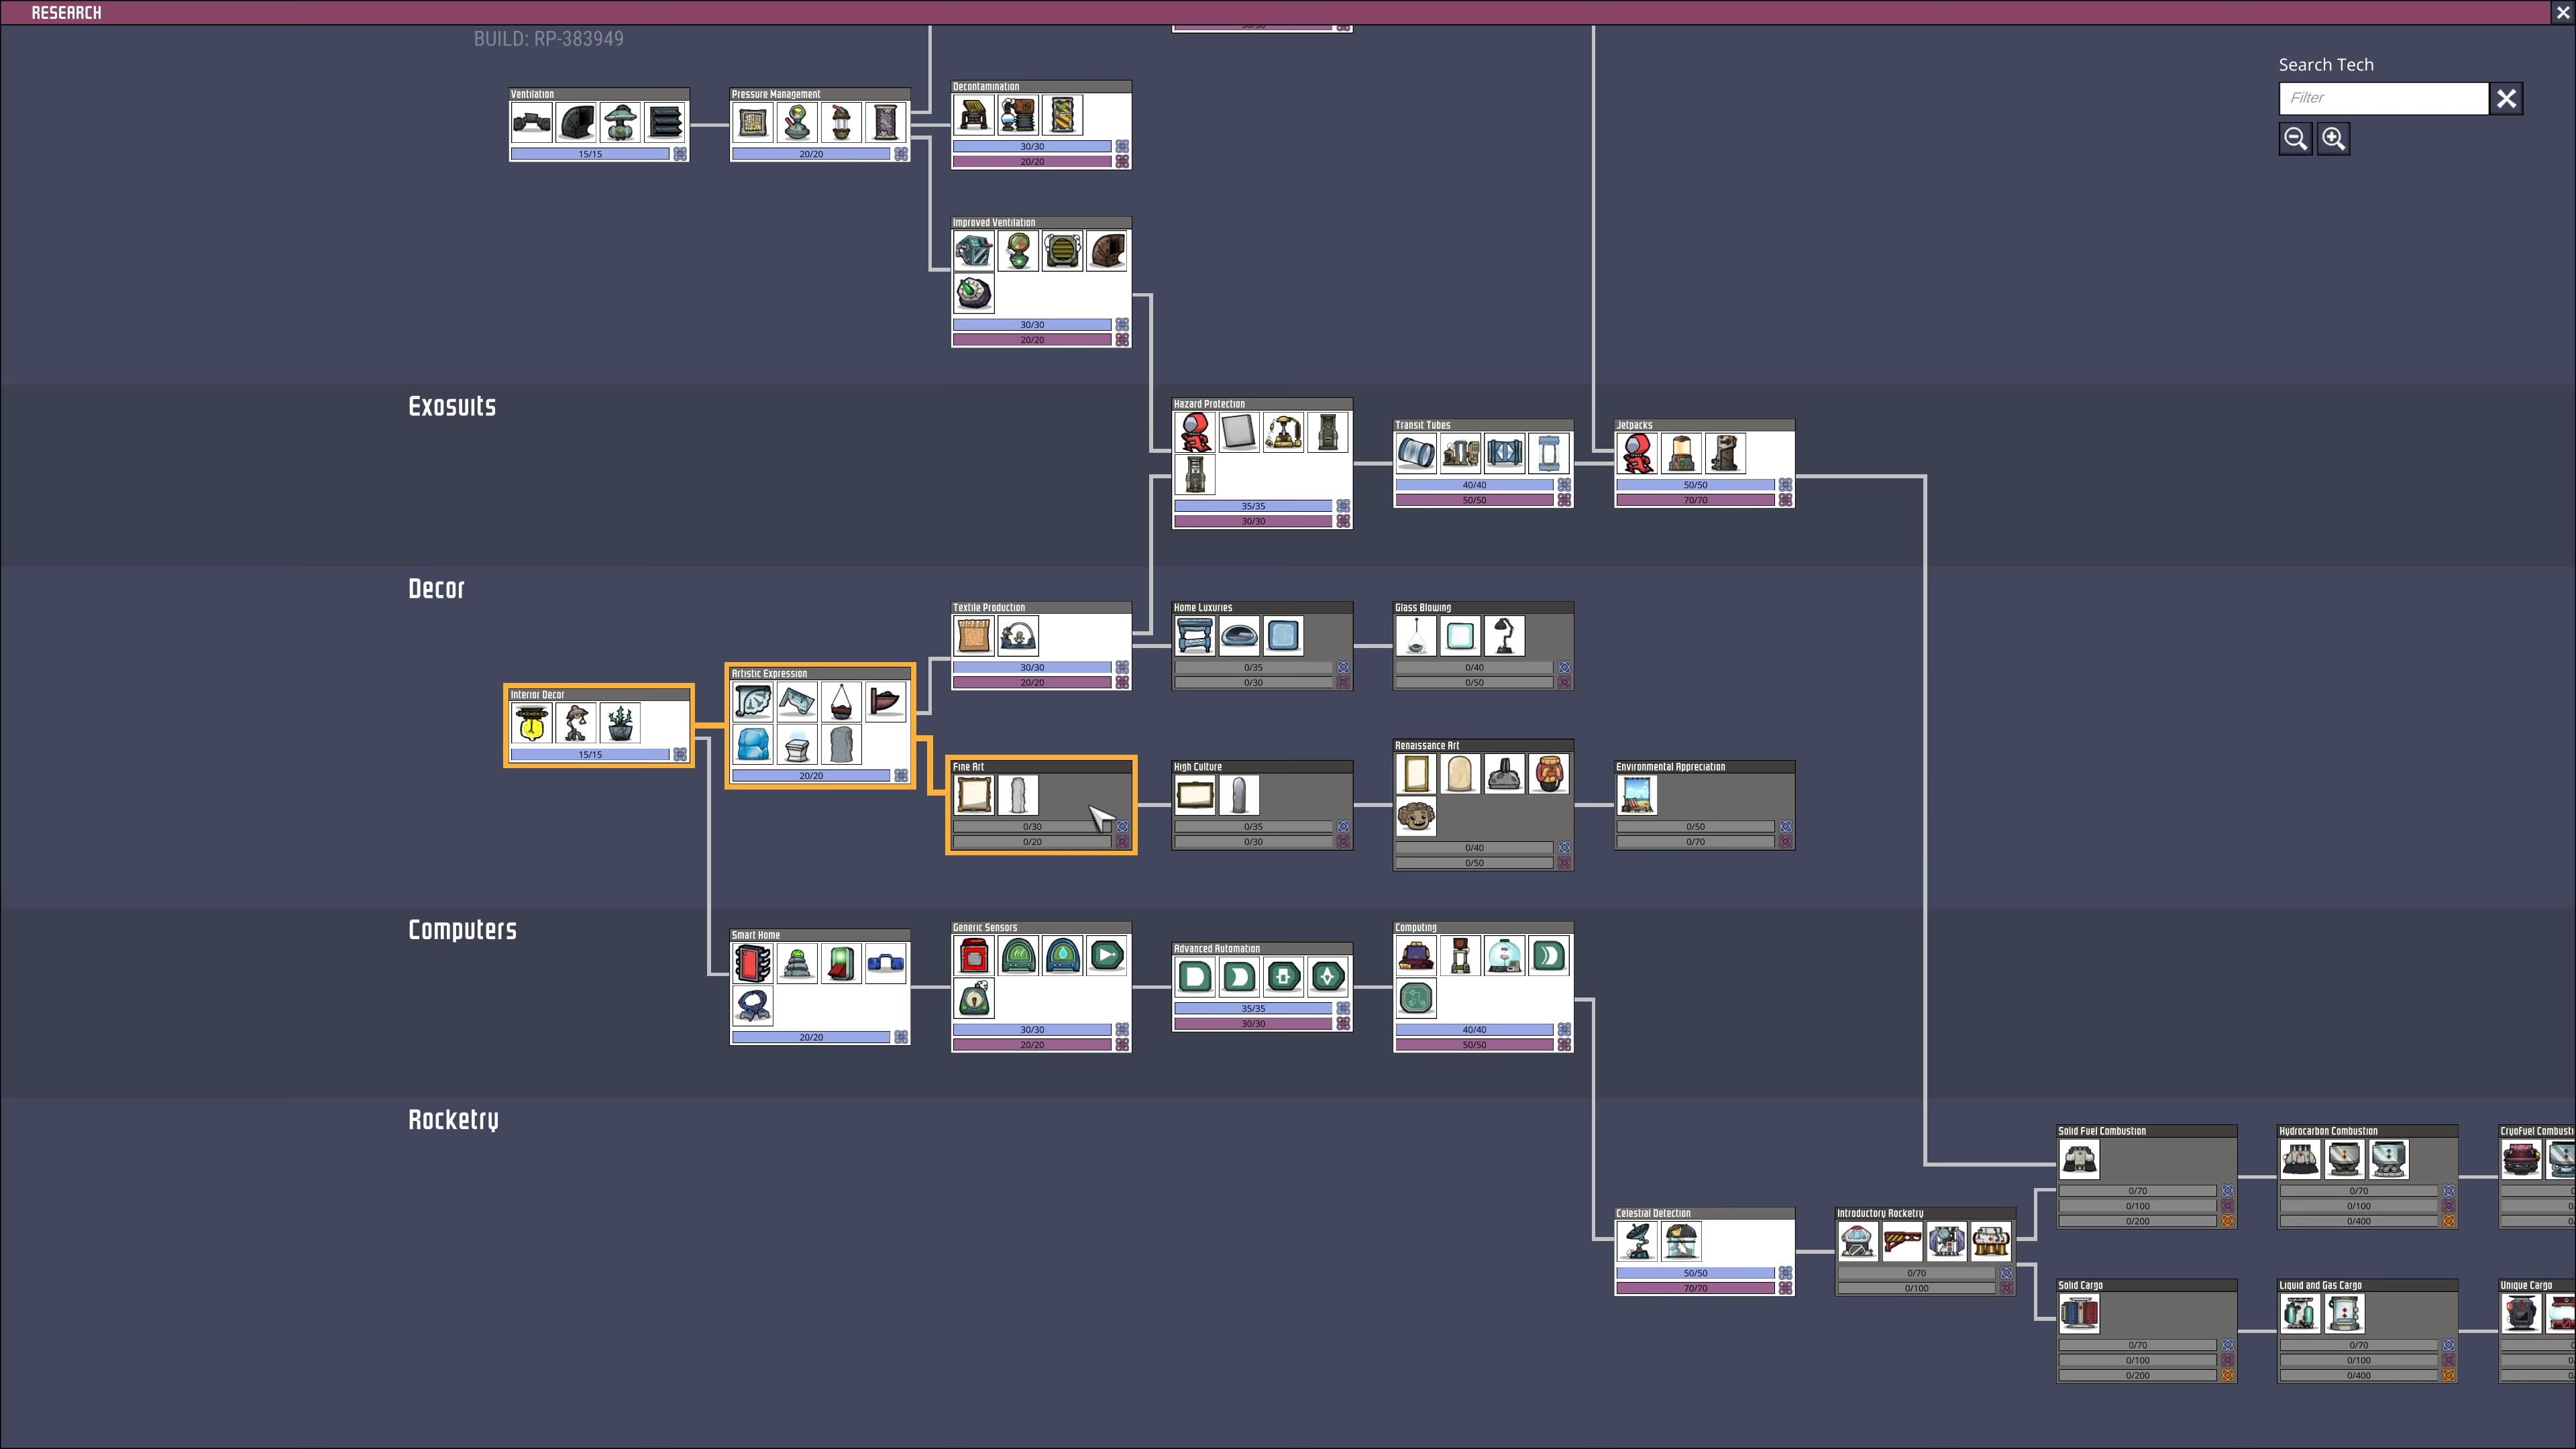 RESEARCH
BUILD: RP-383949
Search Tech
Filter
Ventilation
15/15
Pressure Management
20/20
Decontamination
30/30
20/20
Improved Ventilation
30/30
20/20
Exosuits
Hazard Protection
35/35
30/30
Transit Tubes
40/40
50/50
Jetpacks
50/50
70/70
Decor
Textile Production
30/30
20/20
Home Luxuries
0/35
0/30
Glass Blowing
0/40
0/50
Interior Decor
15/15
Artistic Expression
20/20
Fine Art
0/30
0/20
High Culture
0/35
0/30
Renaissance Art
0/40
0/50
Environmental Appreciation
0/50
0/70
Computers
Smart Home
20/20
Generic Sensors
30/30
20/20
Advanced Automation
35/35
30/30
Computing
40/40
50/50
Rocketry
Celestial Detection
50/50
70/70
Introductory Rocketry
0/70
0/100
Solid Fuel Combustion
0/70
0/100
0/200
Hydrocarbon Combustion
0/70
0/100
0/400
CryoFuel Combusti
Solid Cargo
0/70
0/100
0/200
Liquid and Gas Cargo
0/70
0/100
0/400
Unique Cargo